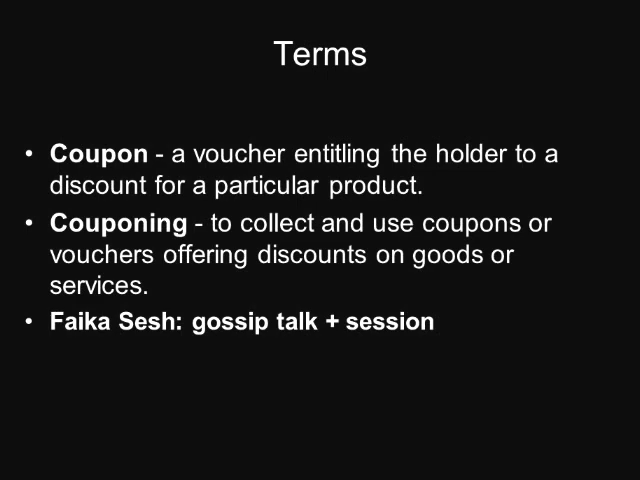 Terms
• Coupon - a voucher entitling the holder to a
discount for a particular product.
• Couponing - to collect and use coupons or
vouchers offering discounts on goods or
services.
• Faika Sesh: gossip talk + session